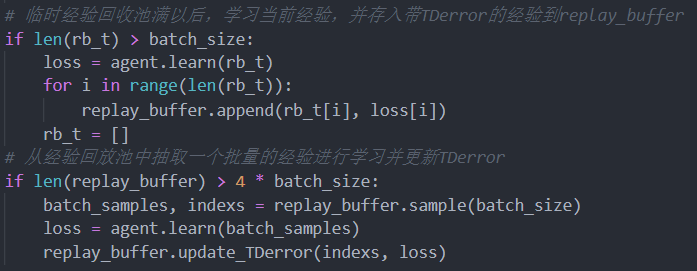 # 临时经验回收池满以后，学习当前经验，并存入带TDerror的经验到replay_buffer
if len(rb_t) > batch_size:
    loss = agent.learn(rb_t)
    for i in range(len(rb_t)):
        replay_buffer.append(rb_t[i], loss[i])
    rb_t = []
# 从经验回放池中抽取一个批量的经验进行学习并更新TDerror
if len(replay_buffer) > 4 * batch_size:
    batch_samples, indexs = replay_buffer.sample(batch_size)
    loss = agent.learn(batch_samples)
    replay_buffer.update_TDerror(indexs, loss)